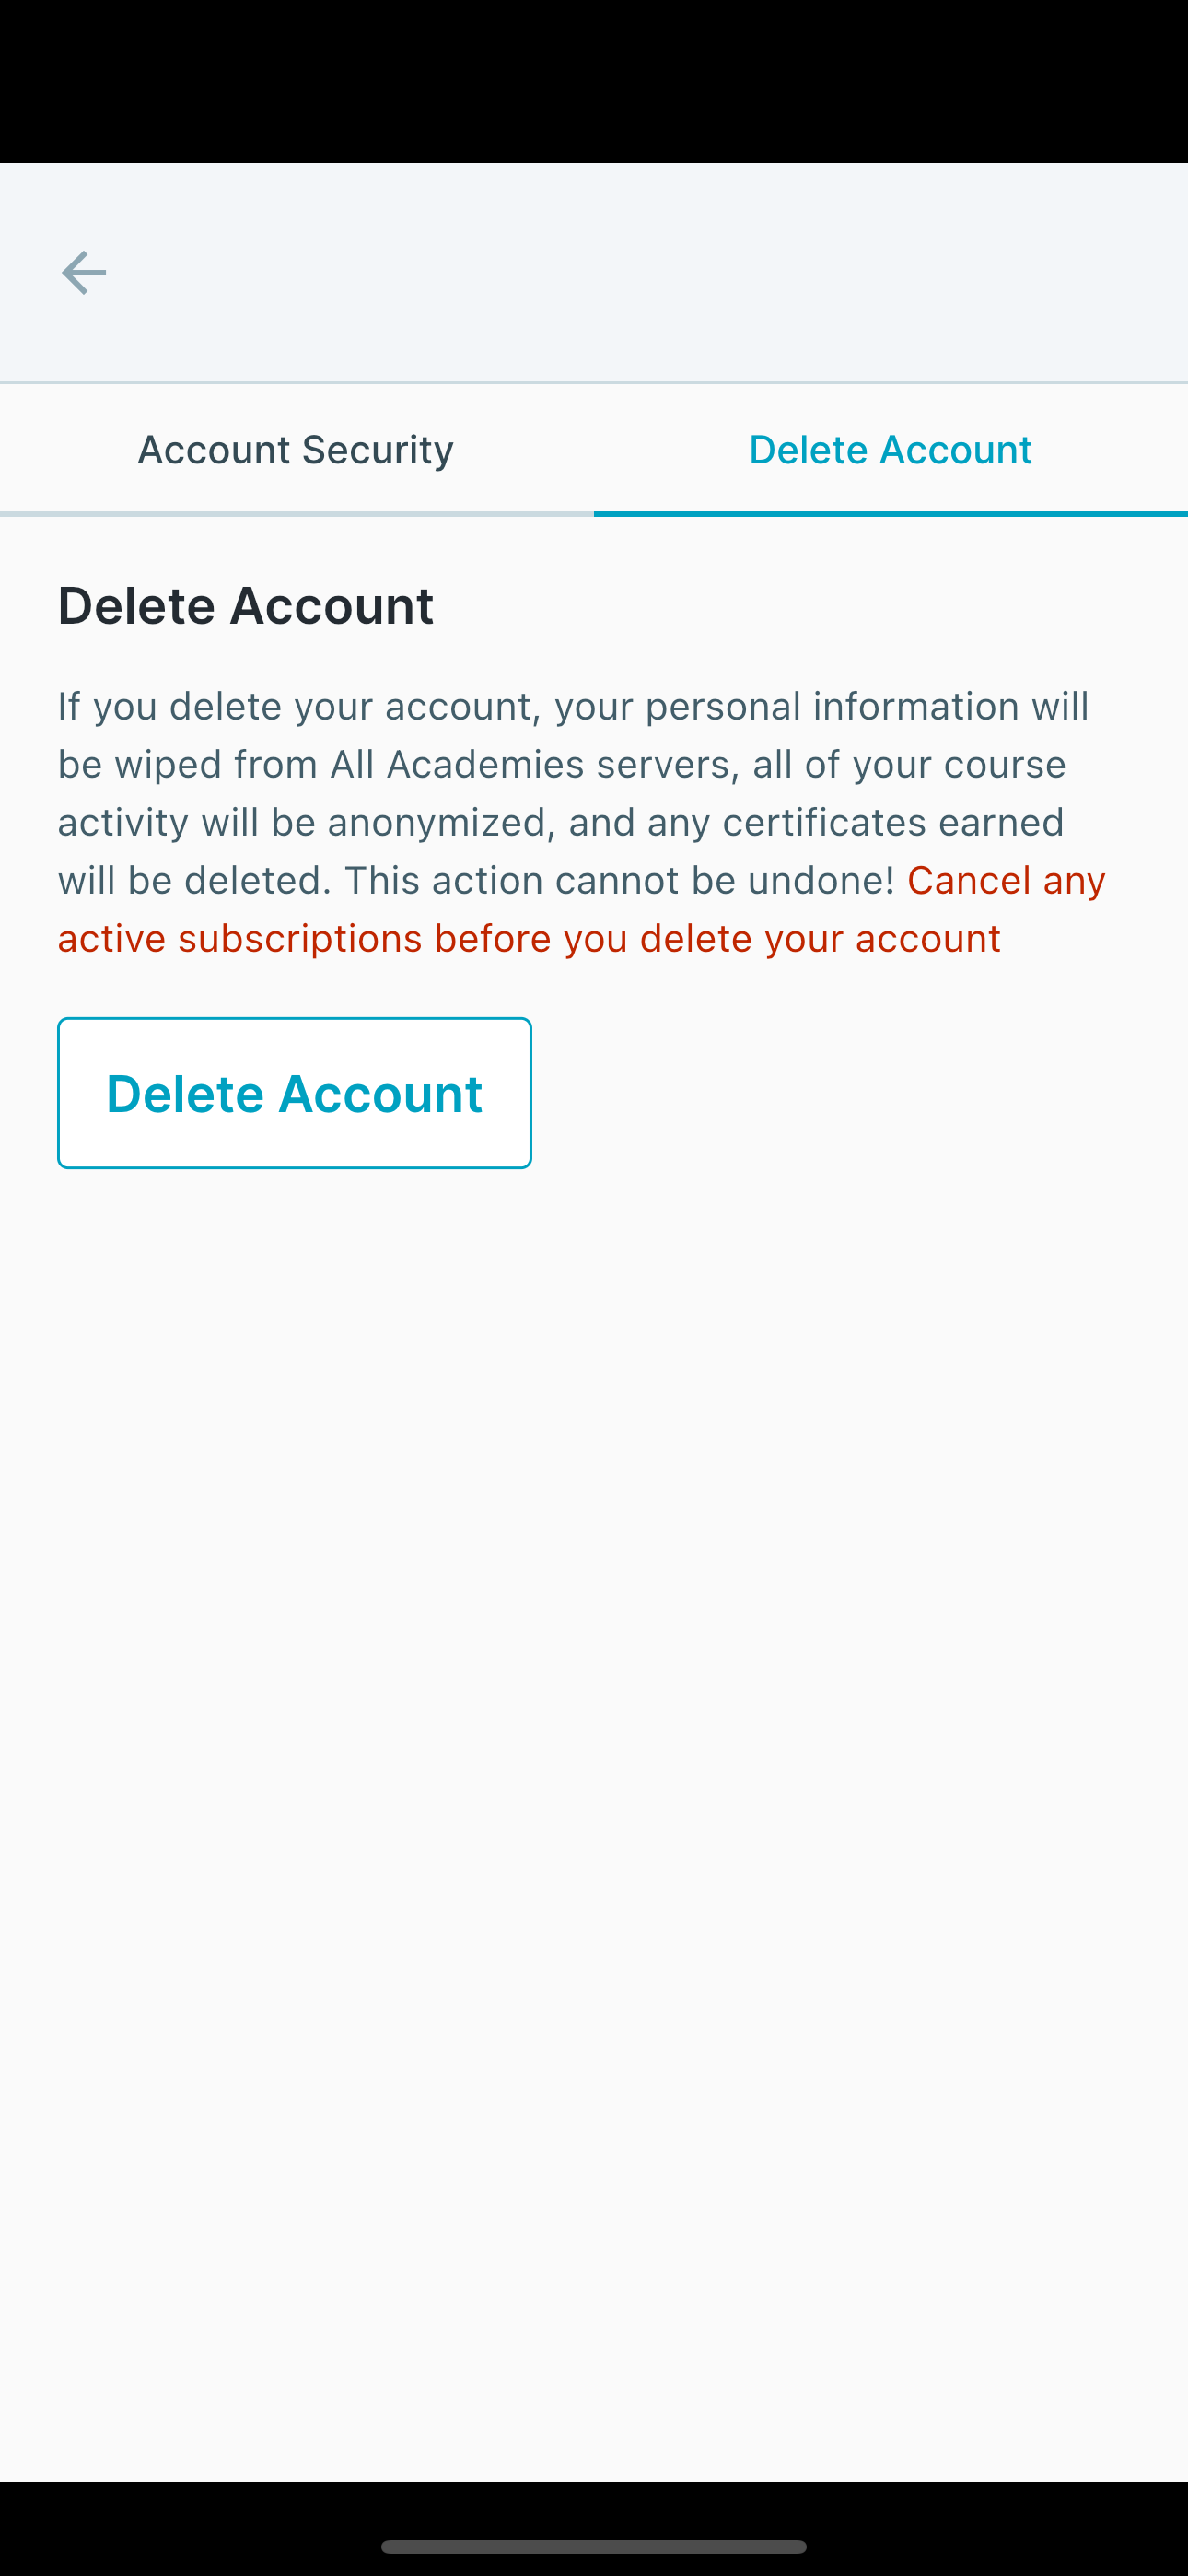 Account Security
Delete Account
Delete Account
If you delete your account, your personal information will
be wiped from All Academies servers, all of your course
activity will be anonymized, and any certificates earned
will be deleted. This action cannot be undone! Cancel any
active subscriptions before you delete your account
Delete Account